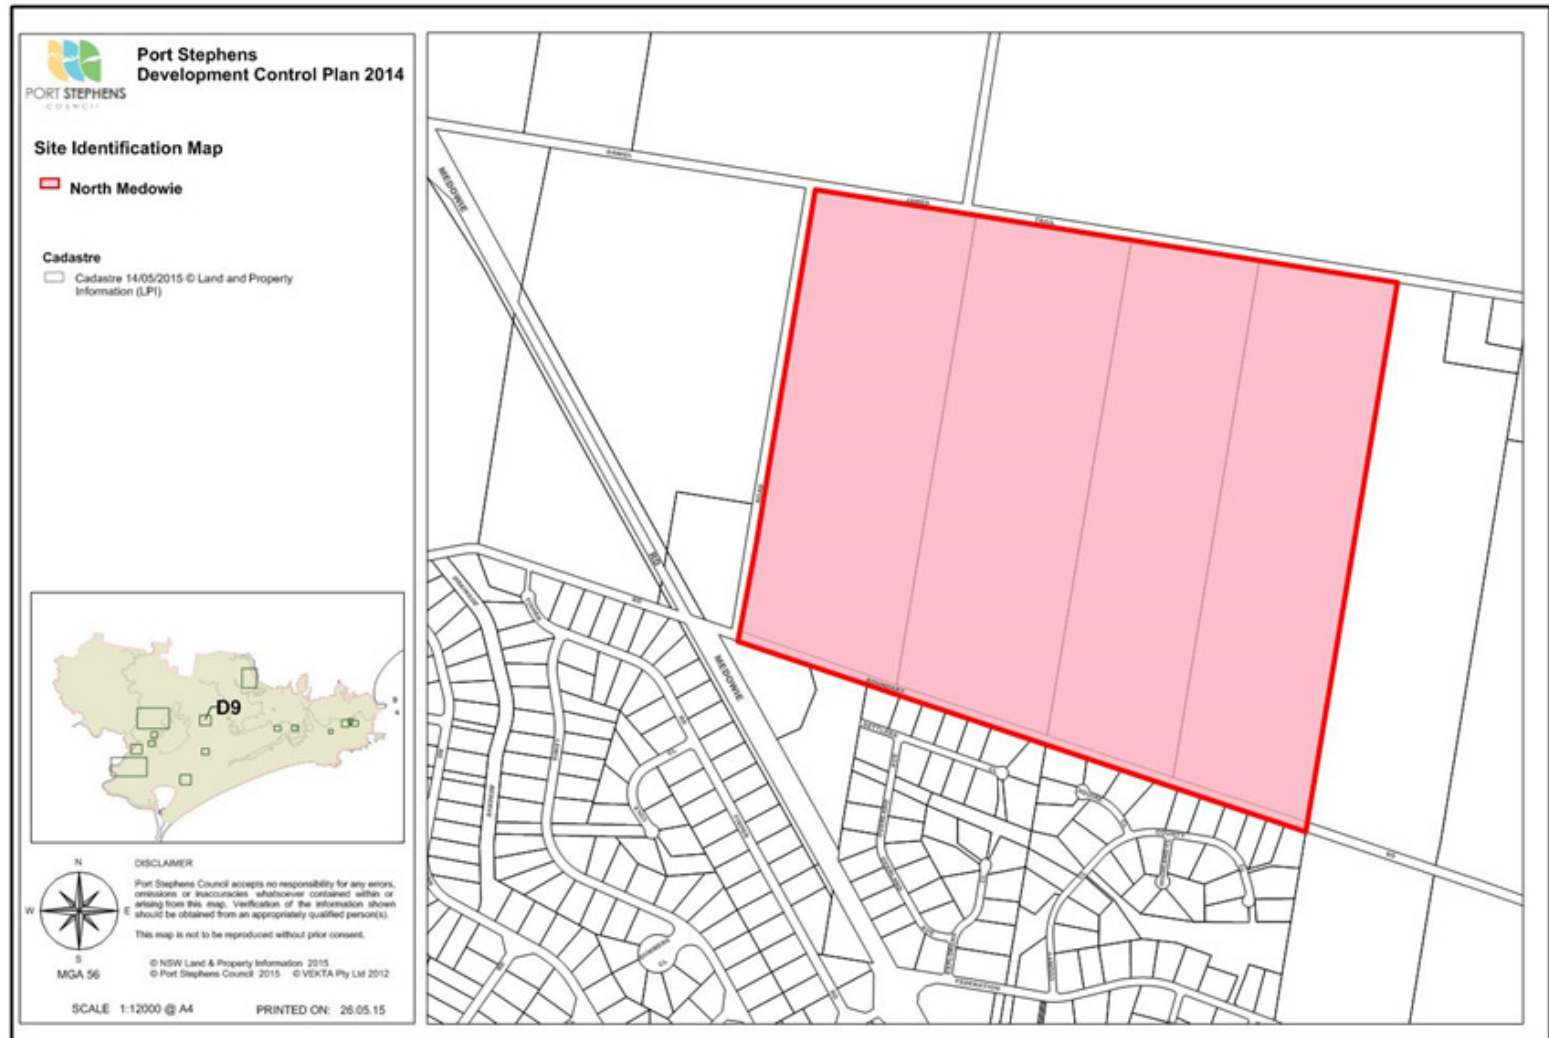 Port Stephens
Development Control Plan 2014
PORT STEPHENS
COUNCIL
Site Identification Map
North Medowie
Cadastre
Cadastre 14/05/2015 © Land and Property
Information (LPI)
D9
N
W
E
S
MGA 56
DISCLAIMER
Port Stephens Council accepts no responsibility for any errors,
omissions or inaccuracies whatsoever contained within or
arising from this map. Verification of the information shown
should be obtained from an appropriately qualified person(s).
This map is not to be reproduced without prior consent.
© NSW Land & Property Information 2015
© Port Stephens Council 2015 © VEKTA Pty Ltd 2012
SCALE 1:12000 @ A4
PRINTED ON: 26.05.15
MEDOWIE
ROAD
RD
RD
MEDOWIE
BOUNDARY
FEDERATION
RD